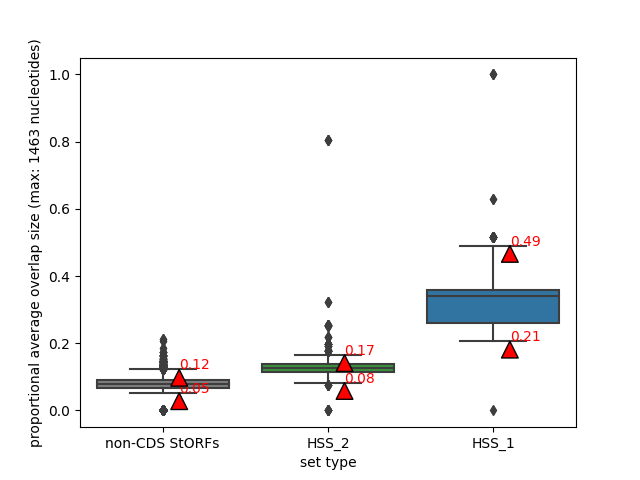 proportional average overlap size (max: 1463 nucleotides)
1.0
0.8
0.6
0.4
0.2
0.0
0.12
0.05
0.17
0.08
0.49
0.21
non-CDS StORFs
HSS_2
HSS_1
set type